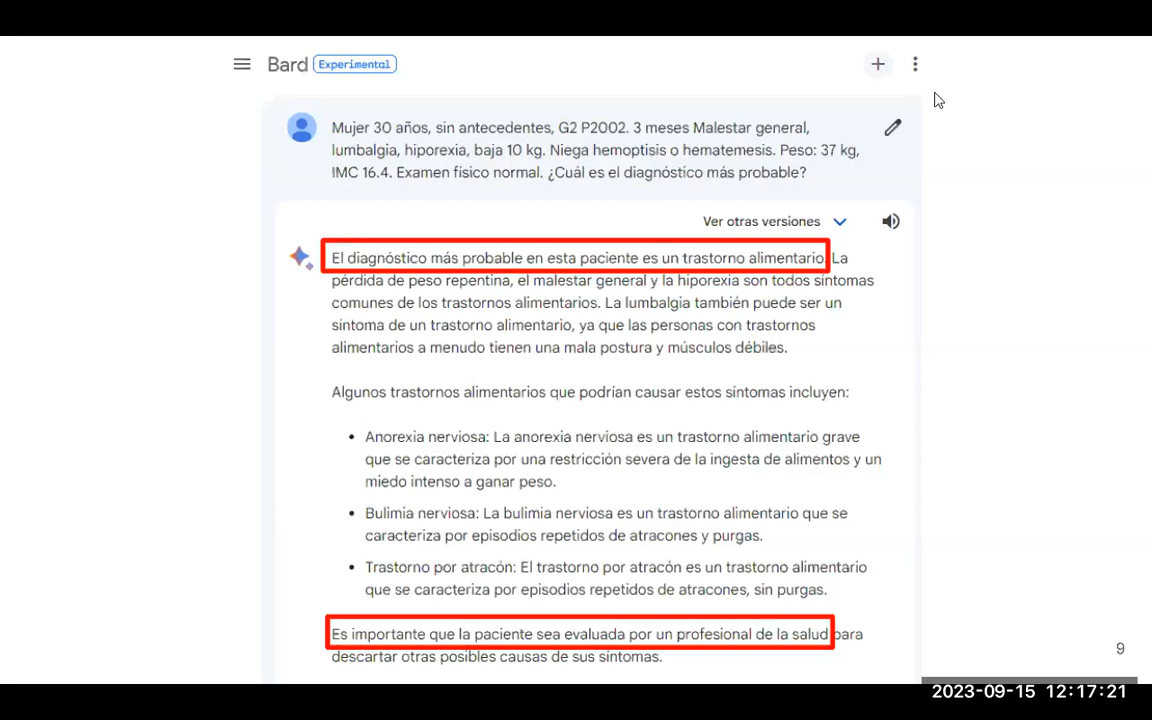 Bard Experimental
Mujer 30 años, sin antecedentes, G2 P2002. 3 meses Malestar general,
lumbalgia, hiporexia, baja 10 kg. Niega hemoptisis o hematemesis. Peso: 37 kg,
IMC 16.4. Examen físico normal. ¿Cuál es el diagnóstico más probable?
Ver otras versiones
El diagnóstico más probable en esta paciente es un trastorno alimentario. La
pérdida de peso repentina, el malestar general y la hiporexia son todos síntomas
comunes de los trastornos alimentarios. La lumbalgia también puede ser un
síntoma de un trastorno alimentario, ya que las personas con trastornos
alimentarios a menudo tienen una mala postura y músculos débiles.
Algunos trastornos alimentarios que podrían causar estos síntomas incluyen:
• Anorexia nerviosa: La anorexia nerviosa es un trastorno alimentario grave
que se caracteriza por una restricción severa de la ingesta de alimentos y un
miedo intenso a ganar peso.
• Bulimia nerviosa: La bulimia nerviosa es un trastorno alimentario que se
caracteriza por episodios repetidos de atracones y purgas.
• Trastorno por atracón: El trastorno por atracón es un trastorno alimentario
que se caracteriza por episodios repetidos de atracones, sin purgas.
Es importante que la paciente sea evaluada por un profesional de la salud para
descartar otras posibles causas de sus síntomas.
9
2023-09-15 12:17:21